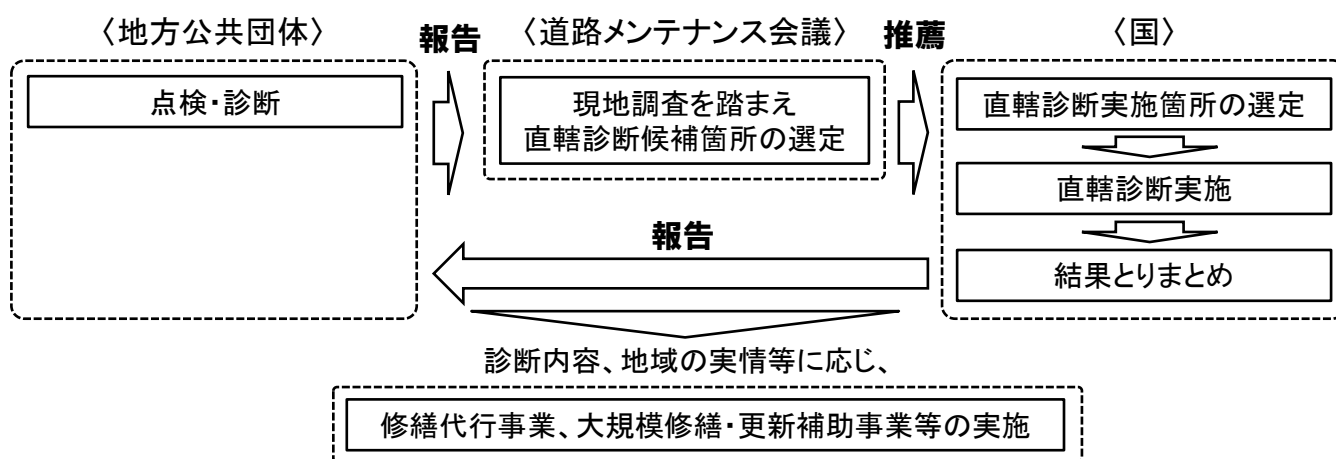 〈地方公共団体〉
報告
〈道路メンテナンス会議〉
推薦
〈国〉
点検・診断
現地調査を踏まえ
直轄診断候補箇所の選定
直轄診断実施箇所の選定
直轄診断実施
結果とりまとめ
報告
診断内容、地域の実情等に応じ、
修繕代行事業、大規模修繕・更新補助事業等の実施